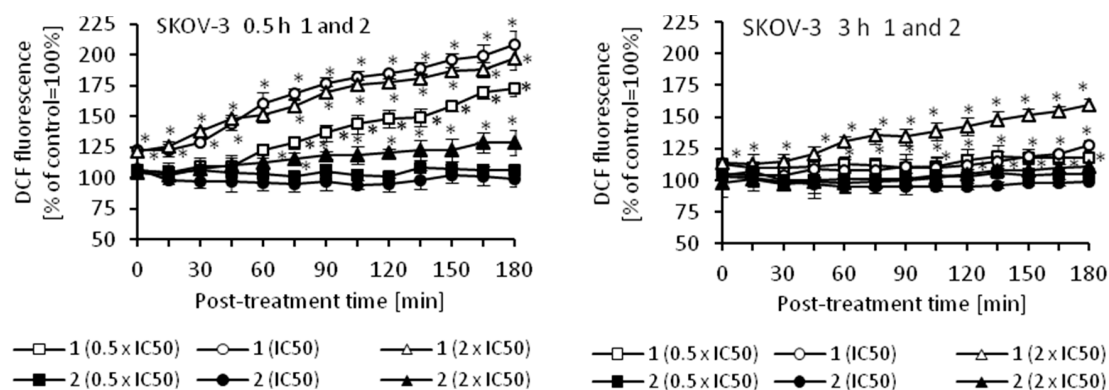 SKOV-3 0.5 h 1 and 2
DCF fluorescence
[% of control=100%]
225
200
175
150
125
100
75
50
0 30 60 90 120 150 180
Post-treatment time [min]
1 (0.5 x IC50) 1 (IC50) 1 (2 x IC50)
2 (0.5 x IC50) 2 (IC50) 2 (2 x IC50)
SKOV-3 3 h 1 and 2
DCF fluorescence
[% of control=100%]
225
200
175
150
125
100
75
50
0 30 60 90 120 150 180
Post-treatment time [min]
1 (0.5 x IC50) 1 (IC50) 1 (2 x IC50)
2 (0.5 x IC50) 2 (IC50) 2 (2 x IC50)